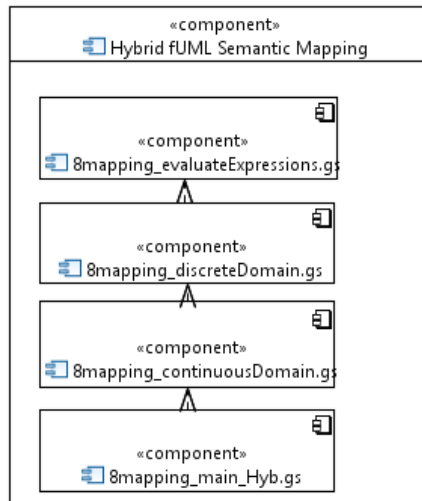 «component»
Hybrid fUML Semantic Mapping
«component»
8mapping_evaluateExpressions.gs
«component»
8mapping_discreteDomain.gs
«component»
8mapping_continuousDomain.gs
«component»
8mapping_main_Hyb.gs